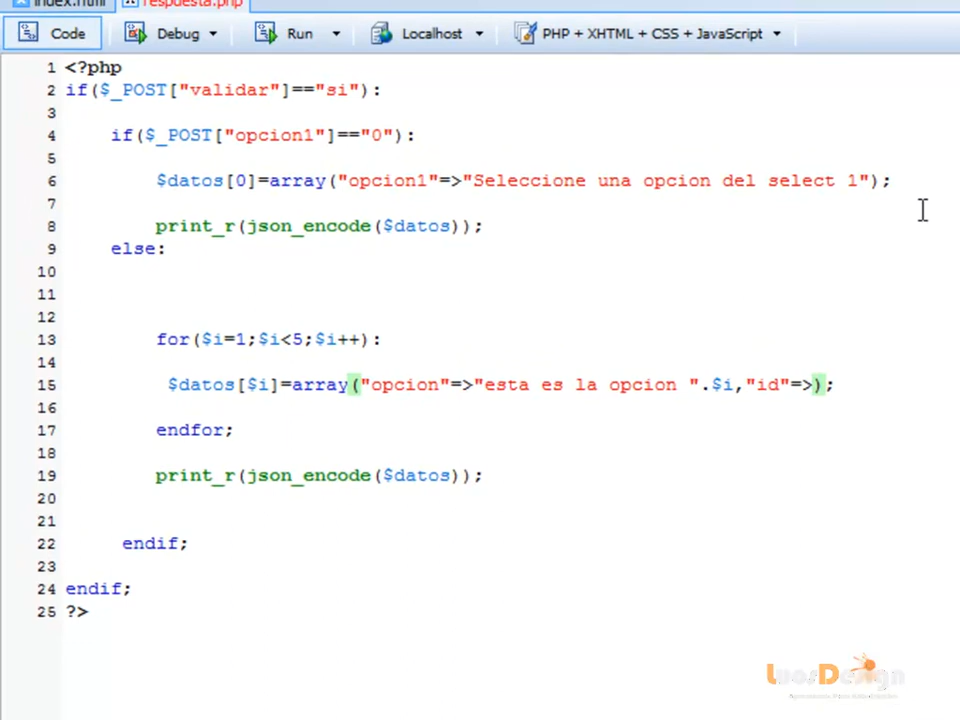 index.html respuesta.php
Code Debug Run Localhost PHP + XHTML + CSS + JavaScript
1 <?php
2 if($_POST["validar"]=="si"):
3
4 if($_POST["opcion1"]=="0"):
5
6 $datos[0]=array("opcion1"=>"Seleccione una opcion del select 1");
7
8 print_r(json_encode($datos));
9 else:
10
11
12
13 for($i=1;$i<5;$i++):
14
15 $datos[$i]=array("opcion"=>"esta es la opcion ".$i,"id"=>);
16
17 endfor;
18
19 print_r(json_encode($datos));
20
21
22 endif;
23
24 endif;
25 ?>
LuosDesign